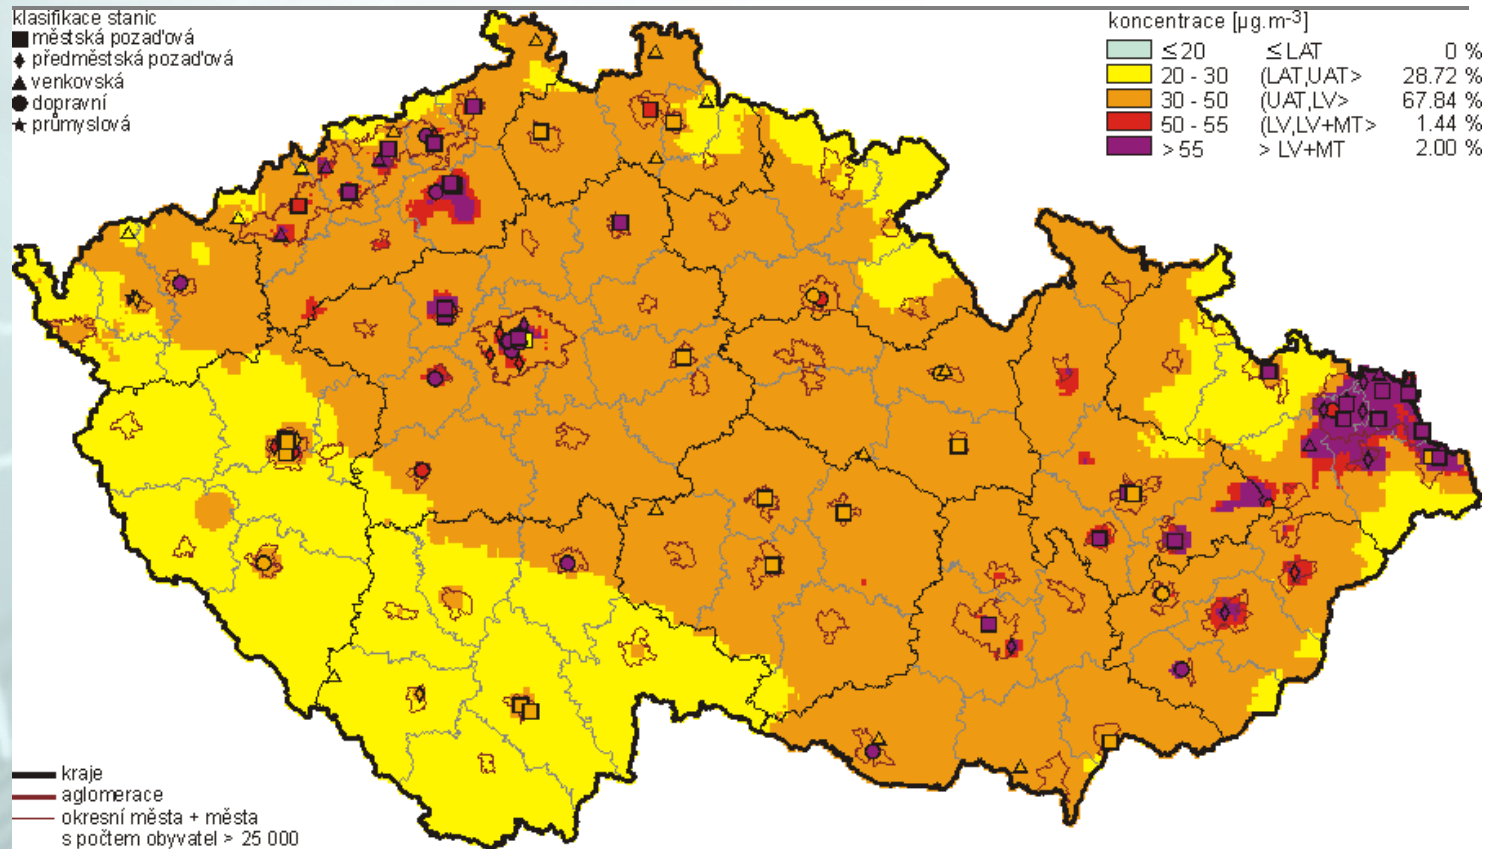 klasifikace stanic
městská pozaďová
předměstská pozaďová
venkovská
dopravní
průmyslová
koncentrace [µg.m-3]
≤20 ≤LAT 0 %
20 - 30 (LAT,UAT> 28.72 %
30 - 50 (UAT,LV> 67.84 %
50 - 55 (LV,LV+MT> 1.44 %
> 55 > LV+MT 2.00 %
kraje
aglomerace
okresní města + města
s počtem obyvatel > 25 000